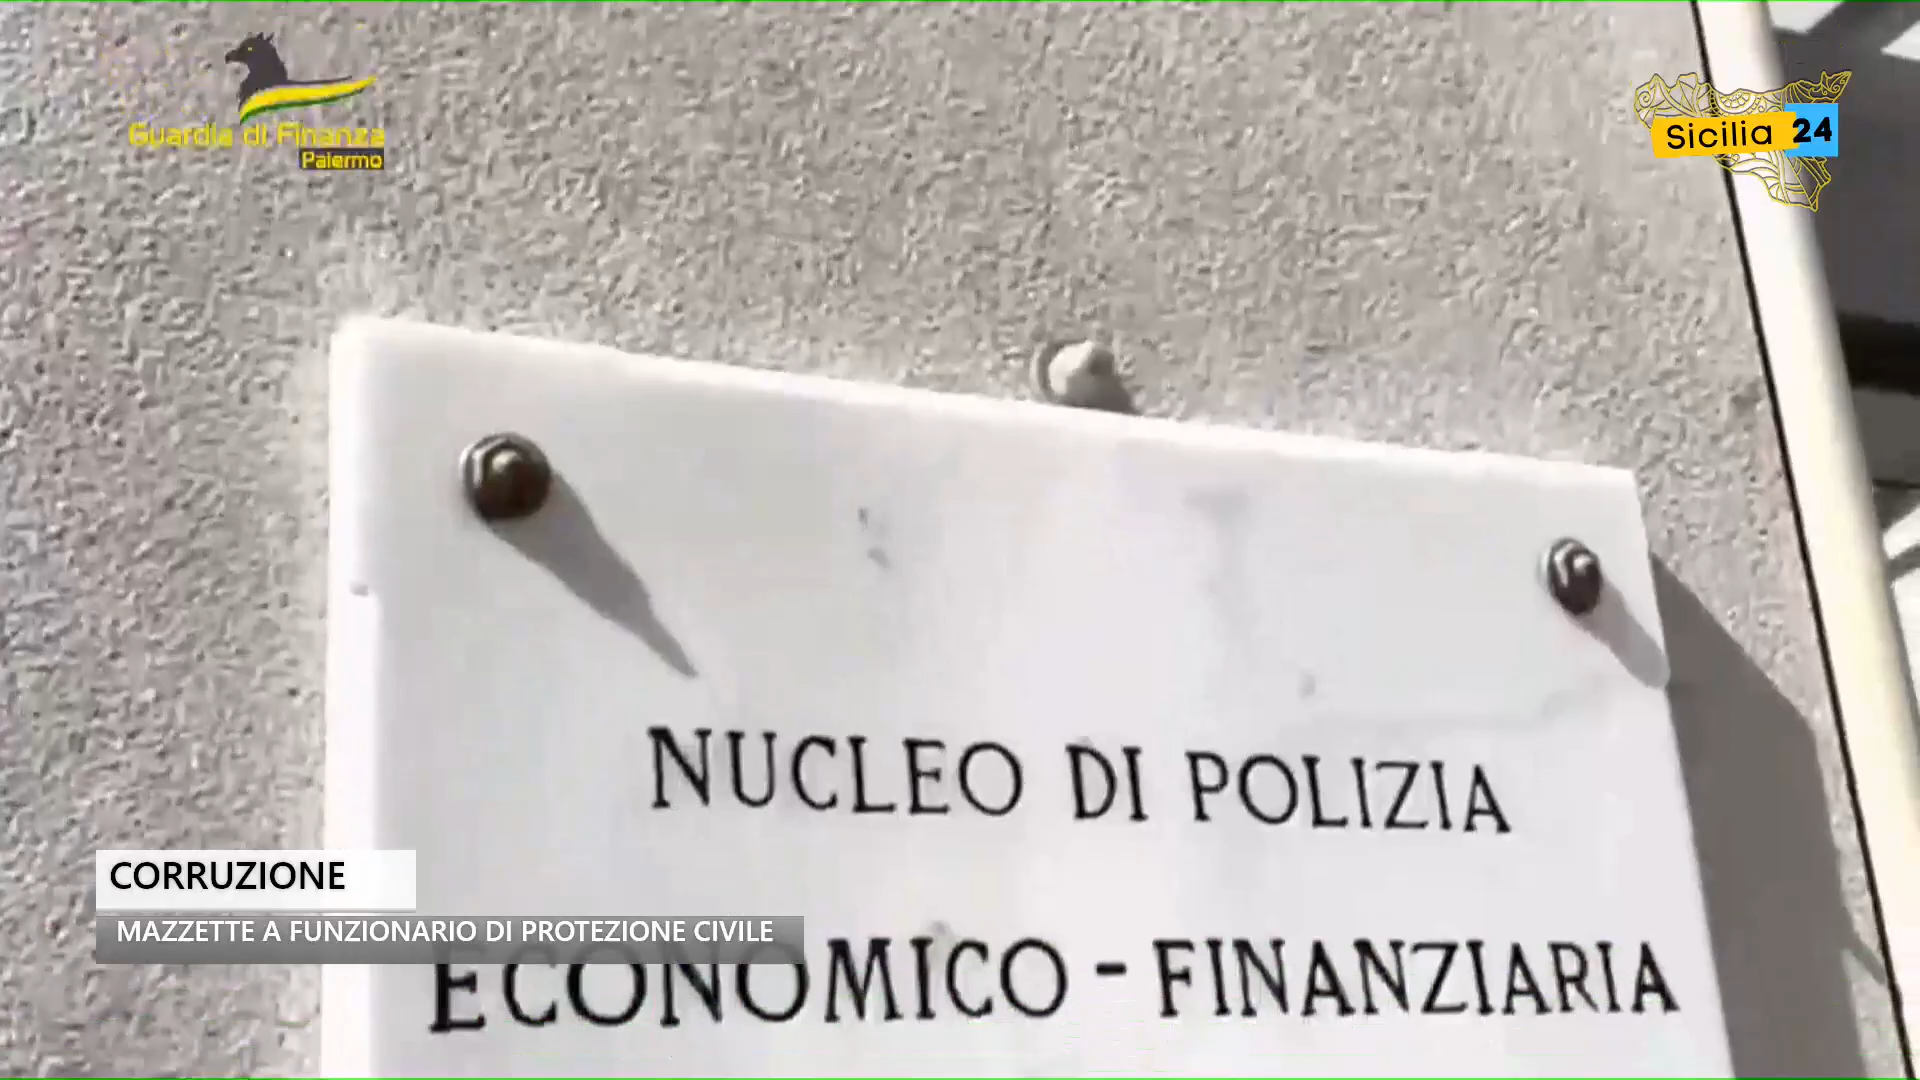 Guardia di Finanza
Palermo
Sicilia 24
NUCLEO DI POLIZIA
ECONOMICO - FINANZIARIA
CORRUZIONE
MAZZETTE A FUNZIONARIO DI PROTEZIONE CIVILE